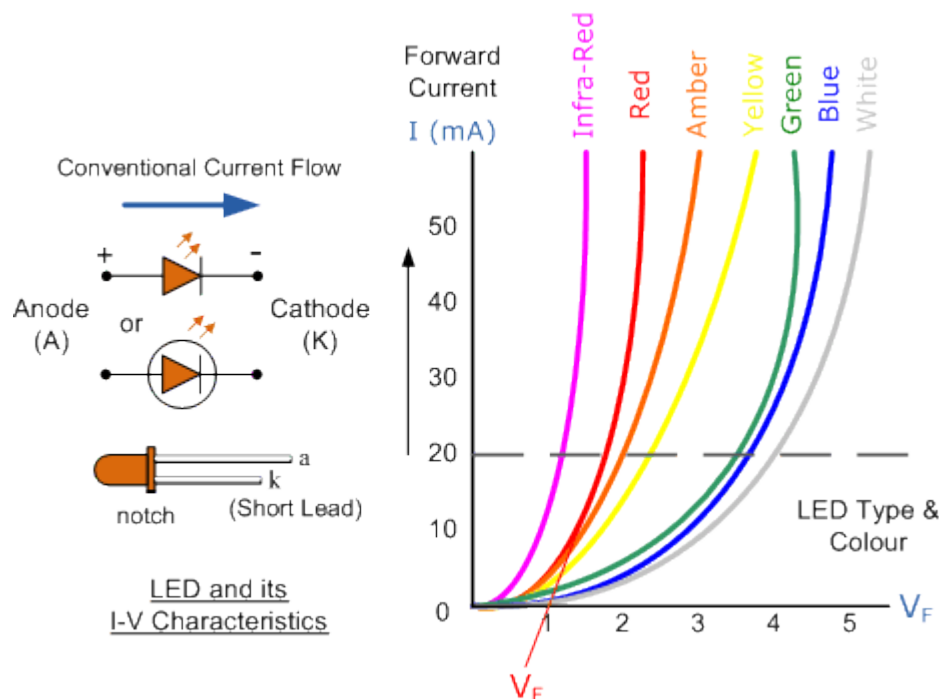 Conventional Current Flow
+
-
Anode
(A)
or
Cathode
(K)
a
k
notch
(Short Lead)
LED and its
I-V Characteristics
Forward
Current
I (mA)
Infra-Red
Red
Amber
Yellow
Green
Blue
White
50
40
30
20
10
0
LED Type &
Colour
1
2
3
4
5
V_F
V_F